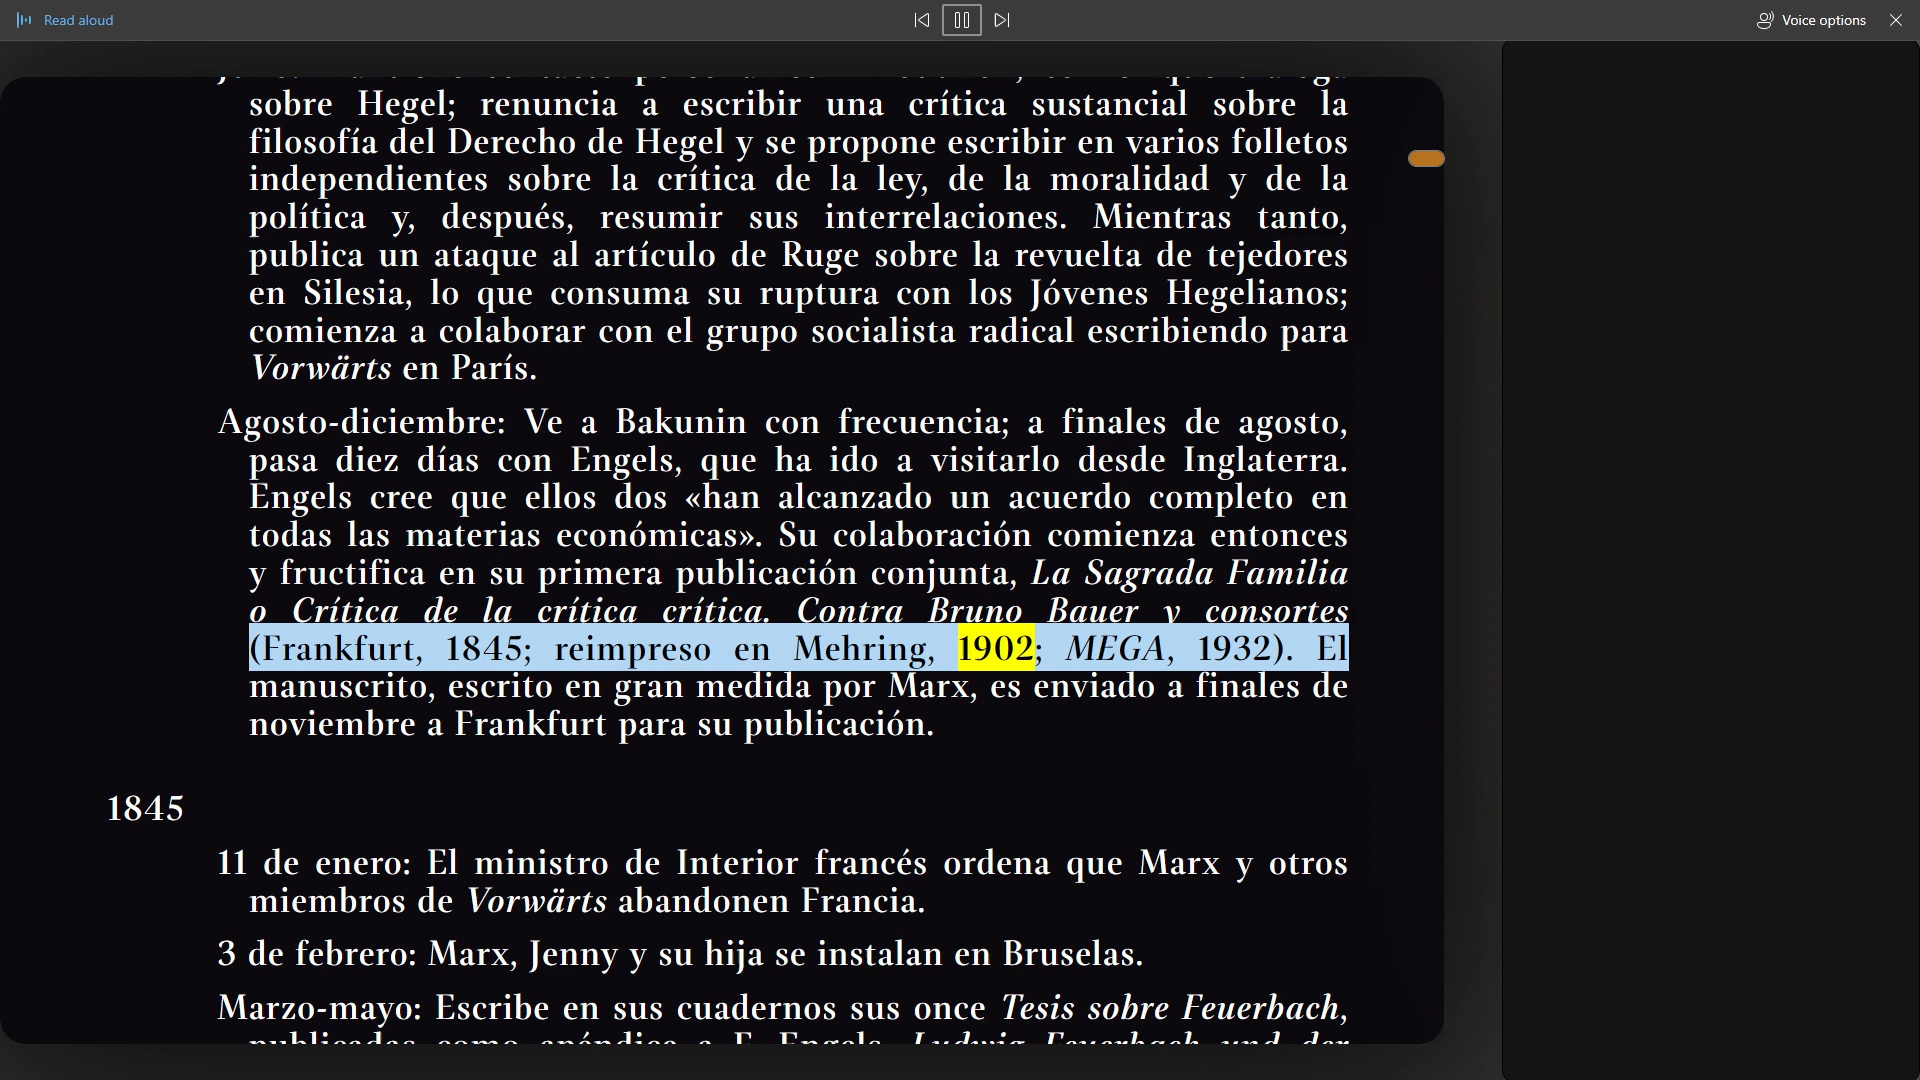 Read aloud
Voice options
sobre Hegel; renuncia a escribir una crítica sustancial sobre la
filosofía del Derecho de Hegel y se propone escribir en varios folletos
independientes sobre la crítica de la ley, de la moralidad y de la
política y, después, resumir sus interrelaciones. Mientras tanto,
publica un ataque al artículo de Ruge sobre la revuelta de tejedores
en Silesia, lo que consuma su ruptura con los Jóvenes Hegelianos;
comienza a colaborar con el grupo socialista radical escribiendo para
Vorwärts en París.
Agosto-diciembre: Ve a Bakunin con frecuencia; a finales de agosto,
pasa diez días con Engels, que ha ido a visitarlo desde Inglaterra.
Engels cree que ellos dos «han alcanzado un acuerdo completo en
todas las materias económicas». Su colaboración comienza entonces
y fructifica en su primera publicación conjunta, La Sagrada Familia
o Crítica de la crítica crítica. Contra Bruno Bauer y consortes
(Frankfurt, 1845; reimpreso en Mehring, 1902; MEGA, 1932). El
manuscrito, escrito en gran medida por Marx, es enviado a finales de
noviembre a Frankfurt para su publicación.
1845
11 de enero: El ministro de Interior francés ordena que Marx y otros
miembros de Vorwärts abandonen Francia.
3 de febrero: Marx, Jenny y su hija se instalan en Bruselas.
Marzo-mayo: Escribe en sus cuadernos sus once Tesis sobre Feuerbach,
publicadas como apéndice a F. Engels, Ludwig Feuerbach und der